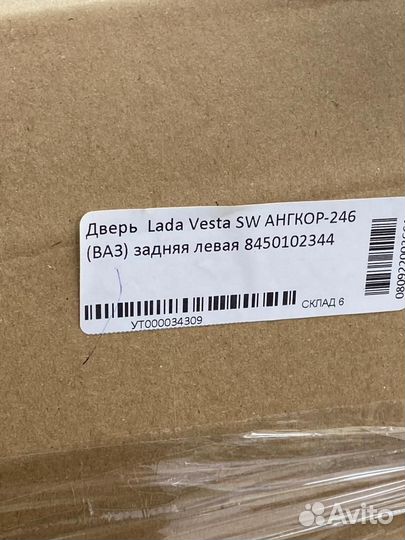 Дверь Lada Vesta SW АНГКОР-246
(ВАЗ) задняя левая 8450102344
СКЛАД 6
УТ000034309
Avito